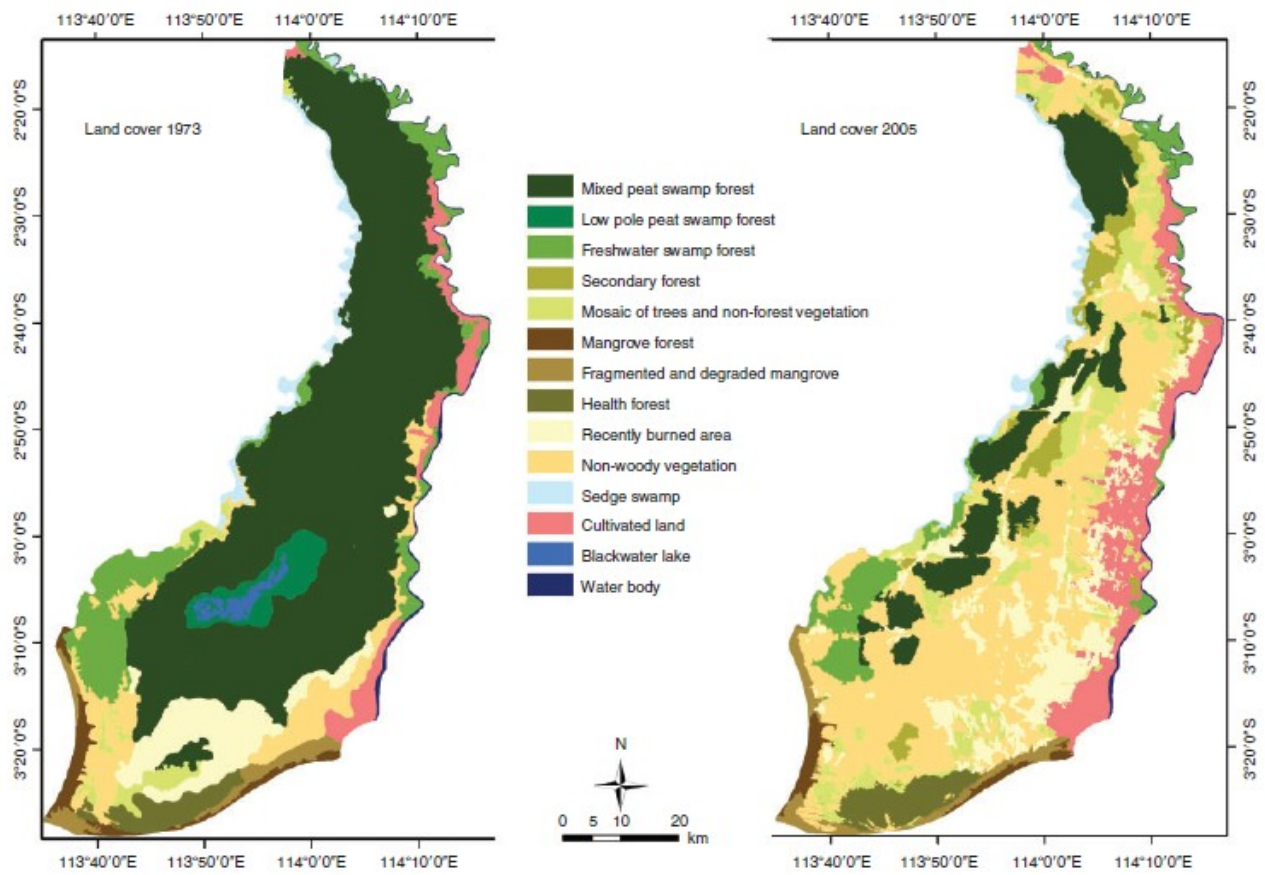 113°40′0″E 113°50′0″E 114°0′0″E 114°10′0″E
113°40′0″E 113°50′0″E 114°0′0″E 114°10′0″E
Land cover 1973
Land cover 2005
2°20′0″S
2°30′0″S
2°40′0″S
2°50′0″S
3°0′0″S
3°10′0″S
3°20′0″S
Mixed peat swamp forest
Low pole peat swamp forest
Freshwater swamp forest
Secondary forest
Mosaic of trees and non-forest vegetation
Mangrove forest
Fragmented and degraded mangrove
Health forest
Recently burned area
Non-woody vegetation
Sedge swamp
Cultivated land
Blackwater lake
Water body
N
0 5 10 20
km
2°20′0″S
2°30′0″S
2°40′0″S
2°50′0″S
3°0′0″S
3°10′0″S
3°20′0″S
113°40′0″E 113°50′0″E 114°0′0″E 114°10′0″E
113°40′0″E 113°50′0″E 114°0′0″E 114°10′0″E